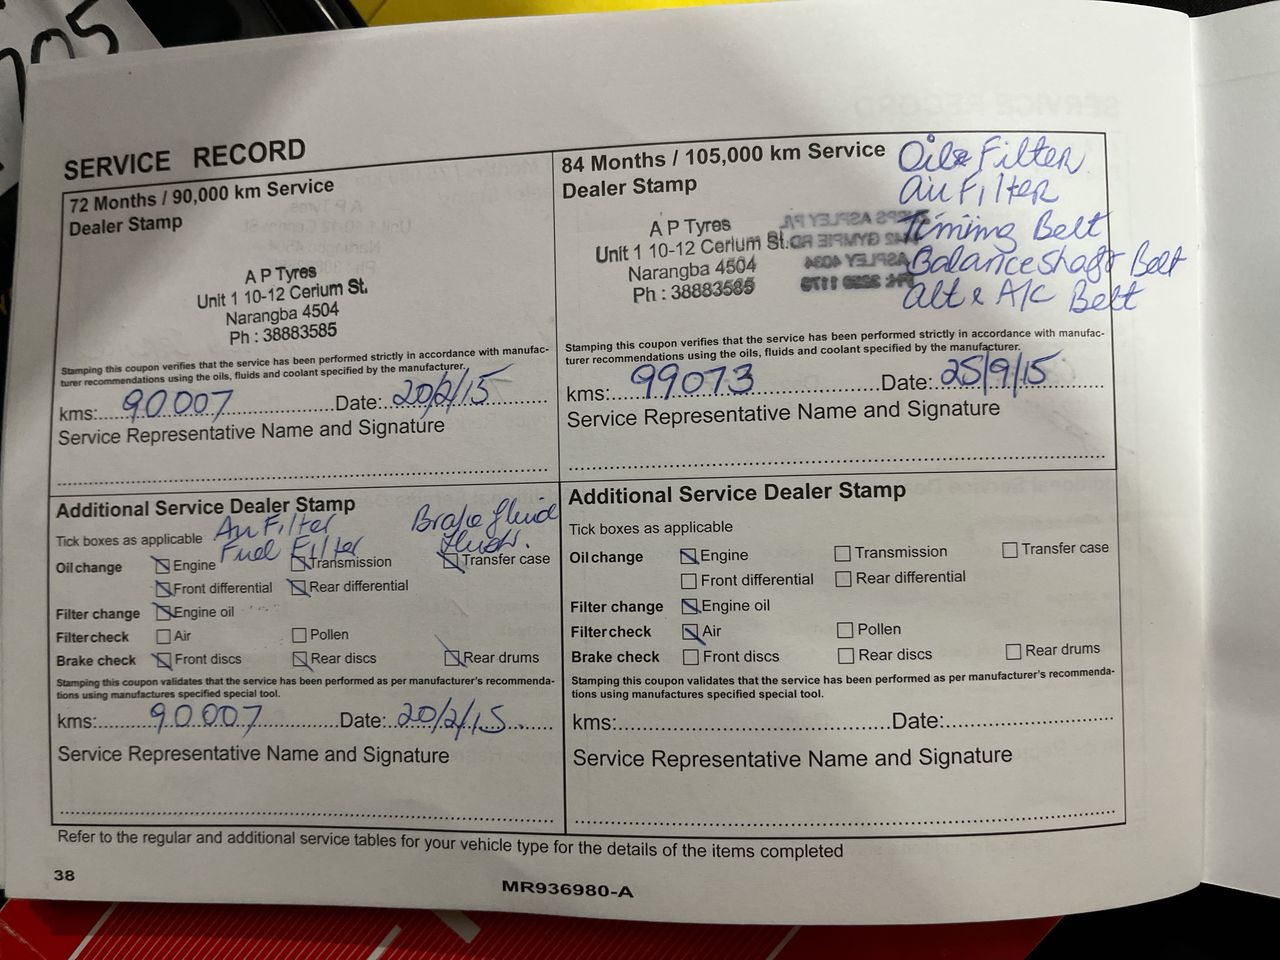 205
SERVICE RECORD
72 Months / 90,000 km Service
Dealer Stamp
A P Tyres
Unit 1 10-12 Cerium St.
Narangba 4504
Ph : 38883585
Stamping this coupon verifies that the service has been performed strictly in accordance with manufac-
turer recommendations using the oils, fluids and coolant specified by the manufacturer.
kms: 90007 Date: 20/2/15
Service Representative Name and Signature
Additional Service Dealer Stamp
Air Filter Brake fluid
Tick boxes as applicable Fuel Filter flush.
Oil change Engine Transmission Transfer case
Front differential Rear differential
Filter change Engine oil
Filter check Air Pollen
Brake check Front discs Rear discs Rear drums
Stamping this coupon validates that the service has been performed as per manufacturer's recommenda-
tions using manufactures specified special tool.
kms: 90007 Date: 20/2/15
Service Representative Name and Signature
84 Months / 105,000 km Service Oil & Filter
Dealer Stamp Air Filter
A P Tyres Timing Belt
Unit 1 10-12 Cerium St. Balance shaft Belt
Narangba 4504 Alt & A/C Belt
Ph : 38883585
Stamping this coupon verifies that the service has been performed strictly in accordance with manufac-
turer recommendations using the oils, fluids and coolant specified by the manufacturer.
kms: 99073 Date: 25/9/15
Service Representative Name and Signature
Additional Service Dealer Stamp
Tick boxes as applicable
Oil change Engine Transmission Transfer case
Front differential Rear differential
Filter change Engine oil
Filter check Air Pollen
Brake check Front discs Rear discs Rear drums
Stamping this coupon validates that the service has been performed as per manufacturer's recommenda-
tions using manufactures specified special tool.
kms: Date:
Service Representative Name and Signature
Refer to the regular and additional service tables for your vehicle type for the details of the items completed
38
MR936980-A